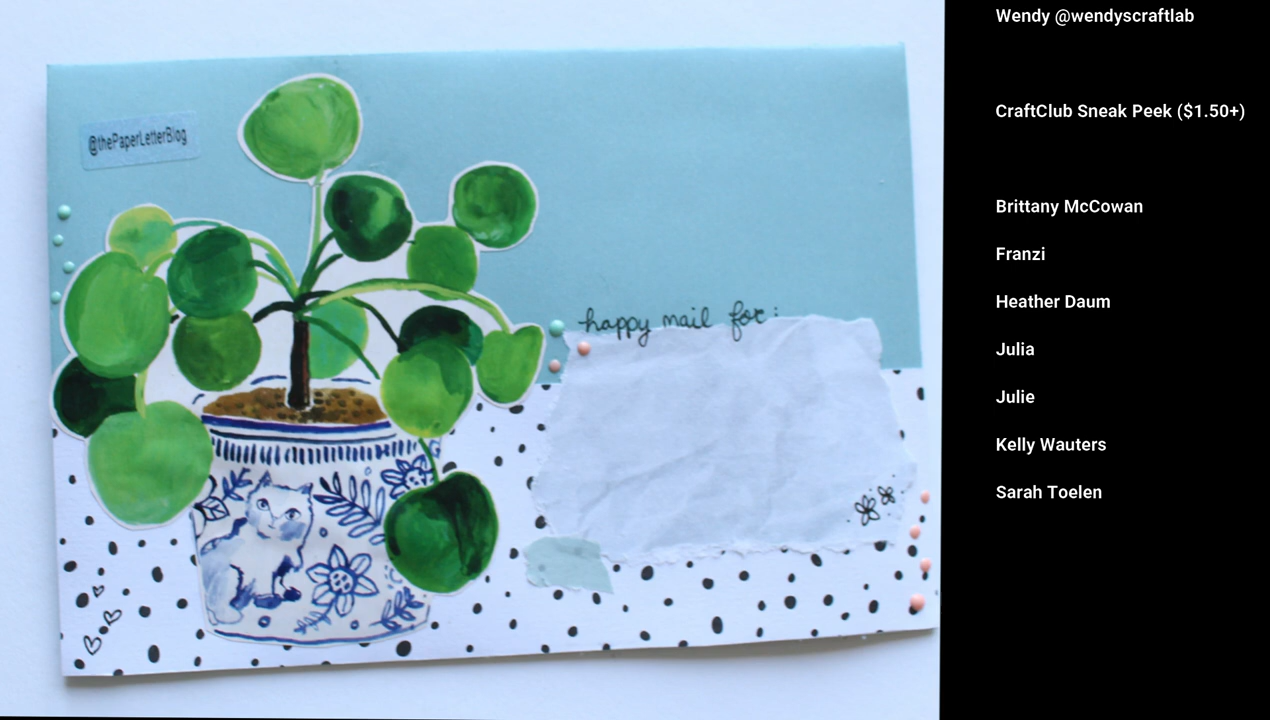 @thePaperLetterBlog
happy mail for:
Wendy @wendyscraftlab
CraftClub Sneak Peek ($1.50+)
Brittany McCowan
Franzi
Heather Daum
Julia
Julie
Kelly Wauters
Sarah Toelen